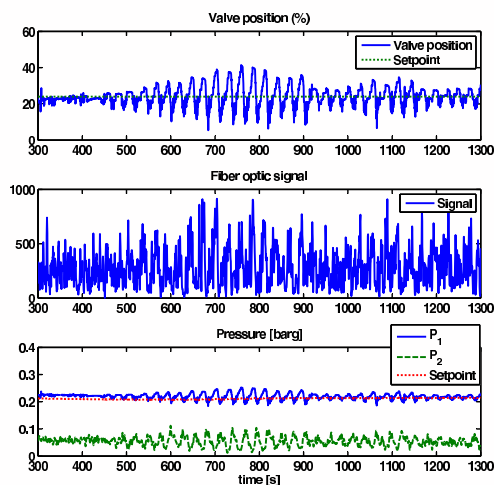 Valve position (%)
60
40
20
0
Valve position
Setpoint
300 400 500 600 700 800 900 1000 1100 1200 1300
Fiber optic signal
1000
500
0
Signal
300 400 500 600 700 800 900 1000 1100 1200 1300
Pressure [barg]
0.4
0.3
0.2
0.1
0
P1
P2
Setpoint
300 400 500 600 700 800 900 1000 1100 1200 1300
time [s]